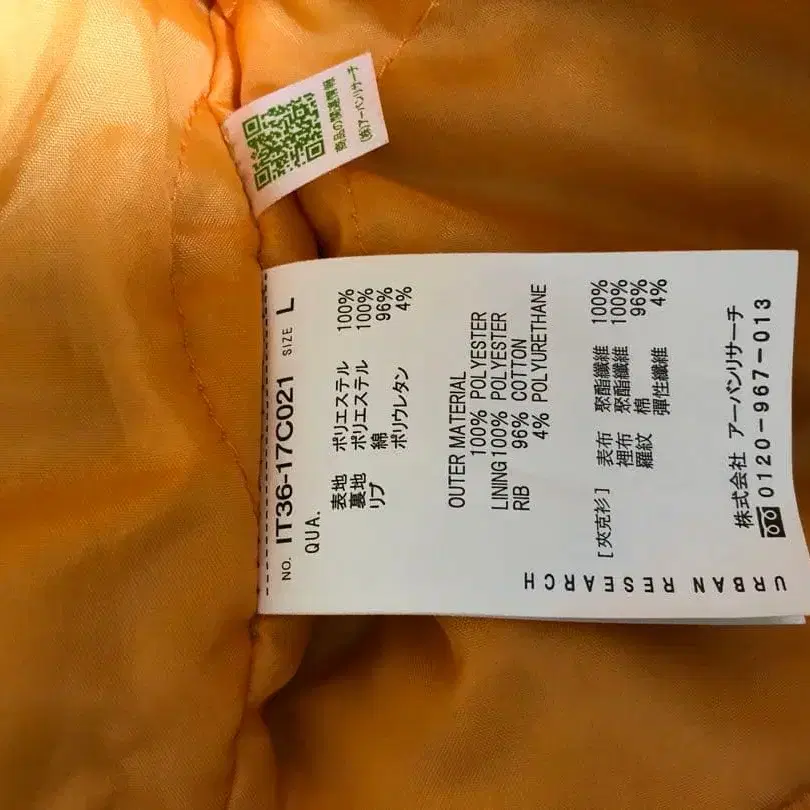 商品の関連情報
(株)アーバンリサーチ
NO. IT36-17C021 SIZE L
QUA.
表地 ポリエステル 100%
裏地 ポリエステル 100%
リブ 綿 96%
ポリウレタン 4%
OUTER MATERIAL
100% POLYESTER
LINING 100% POLYESTER
RIB 96% COTTON
4% POLYURETHANE
[夾克衫] 表布 聚酯纖維 100%
裡布 聚酯纖維 100%
羅紋 棉 96%
彈性纖維 4%
株式会社 アーバンリサーチ
0120-967-013
URBAN RESEARCH